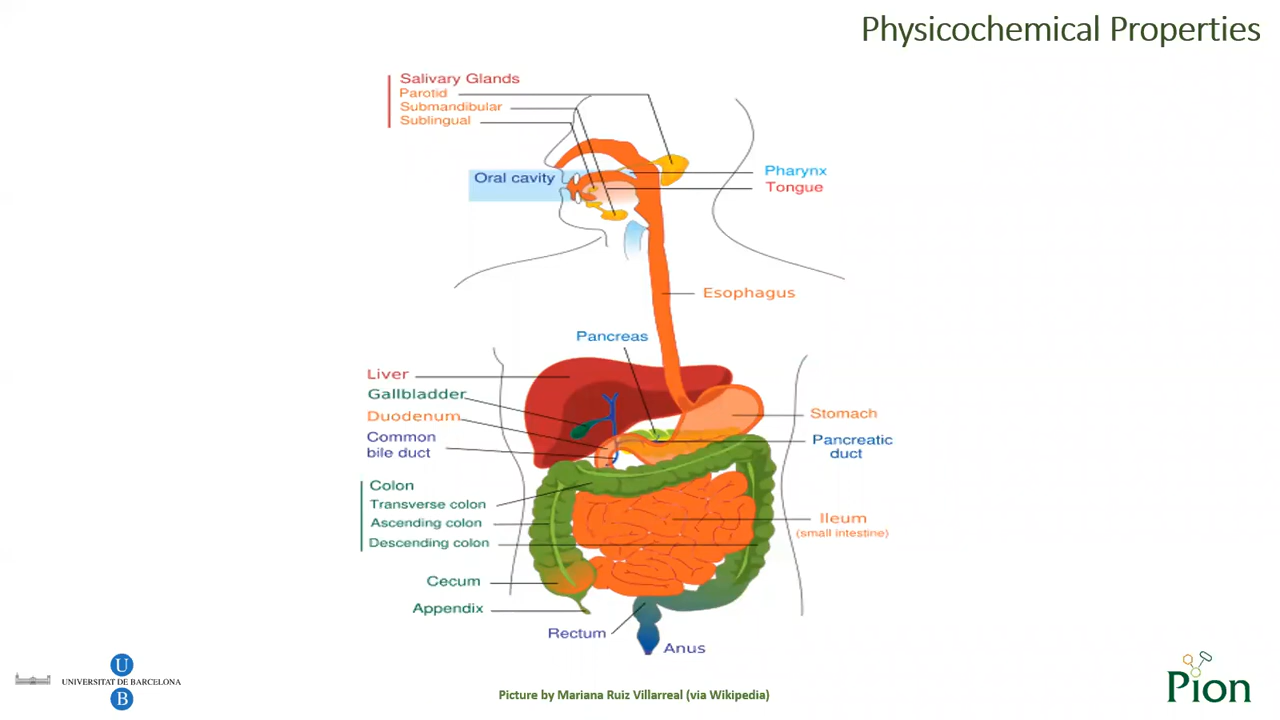 Physicochemical Properties
Salivary Glands
Parotid
Submandibular
Sublingual
Oral cavity
Pharynx
Tongue
Esophagus
Pancreas
Liver
Gallbladder
Duodenum
Common
bile duct
Stomach
Pancreatic
duct
Colon
Transverse colon
Ascending colon
Descending colon
Ileum
(small intestine)
Cecum
Appendix
Rectum
Anus
U
UNIVERSITAT DE BARCELONA
B
Picture by Mariana Ruiz Villarreal (via Wikipedia)
Pion